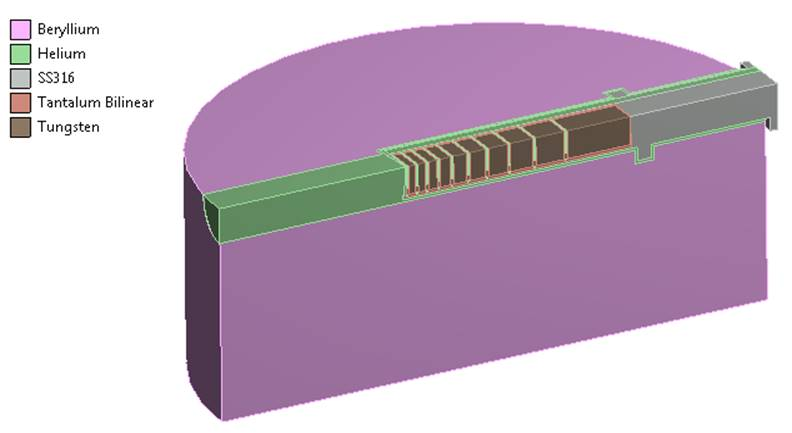 Beryllium
Helium
SS316
Tantalum Bilinear
Tungsten